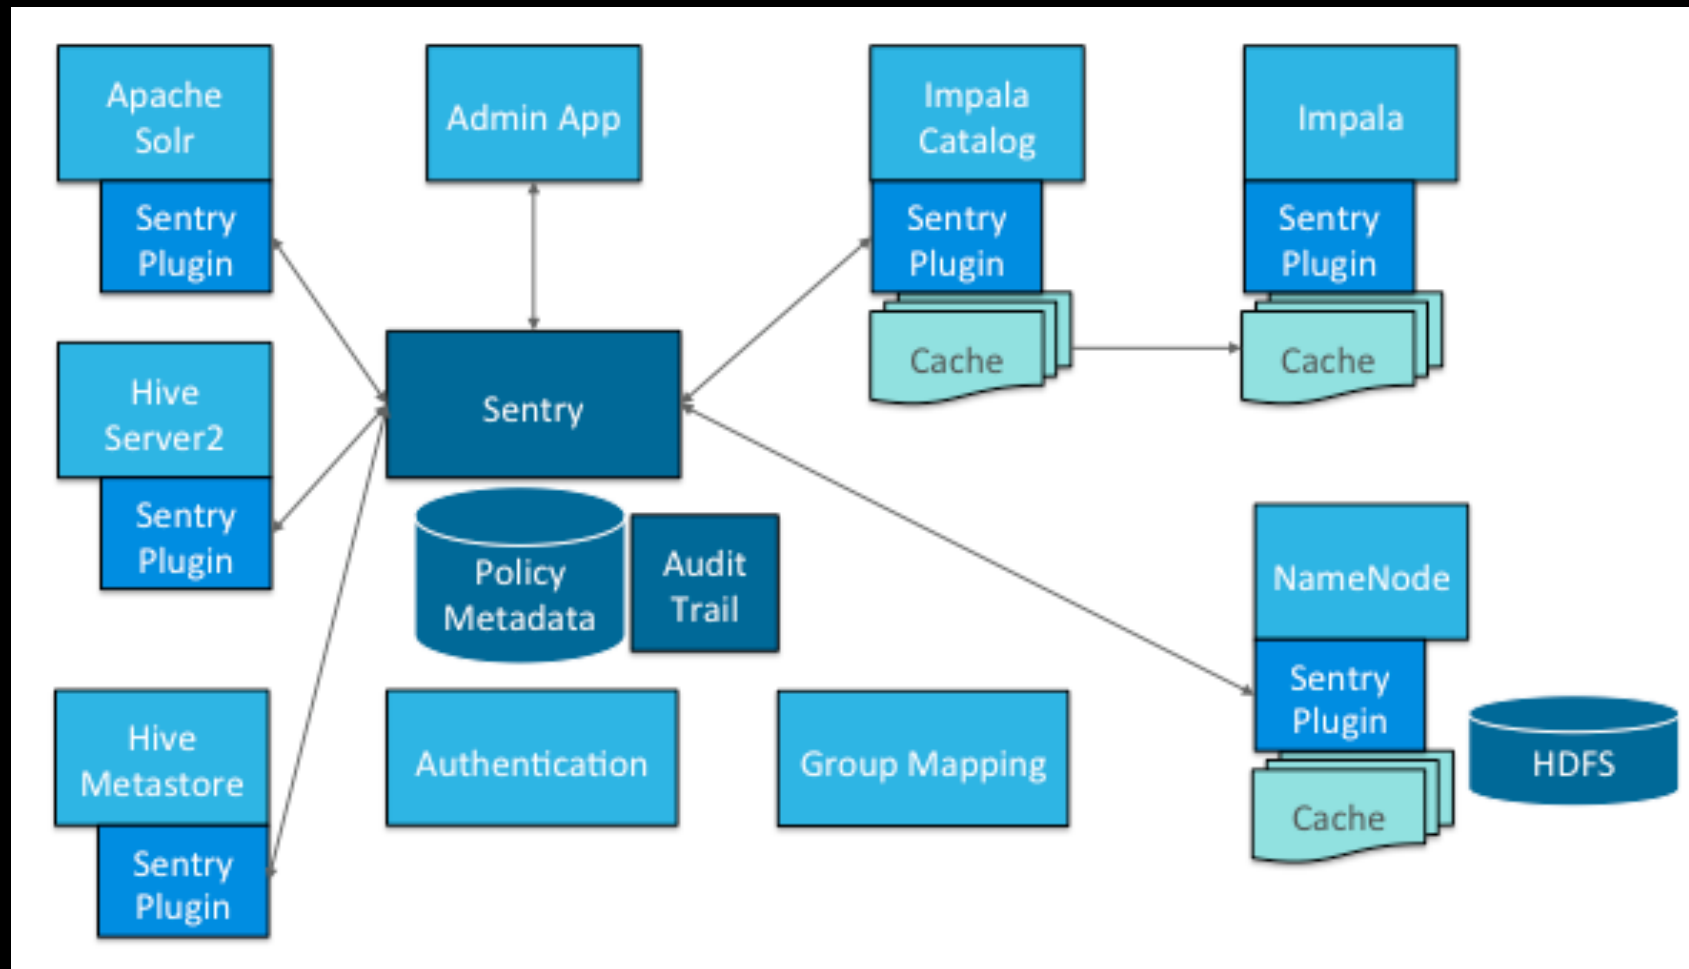 Apache
Solr
Sentry
Plugin
Admin App
Impala
Catalog
Sentry
Plugin
Cache
Impala
Sentry
Plugin
Cache
Hive
Server2
Sentry
Plugin
Sentry
Policy
Metadata
Audit
Trail
NameNode
Sentry
Plugin
Cache
HDFS
Hive
Metastore
Sentry
Plugin
Authentication
Group Mapping